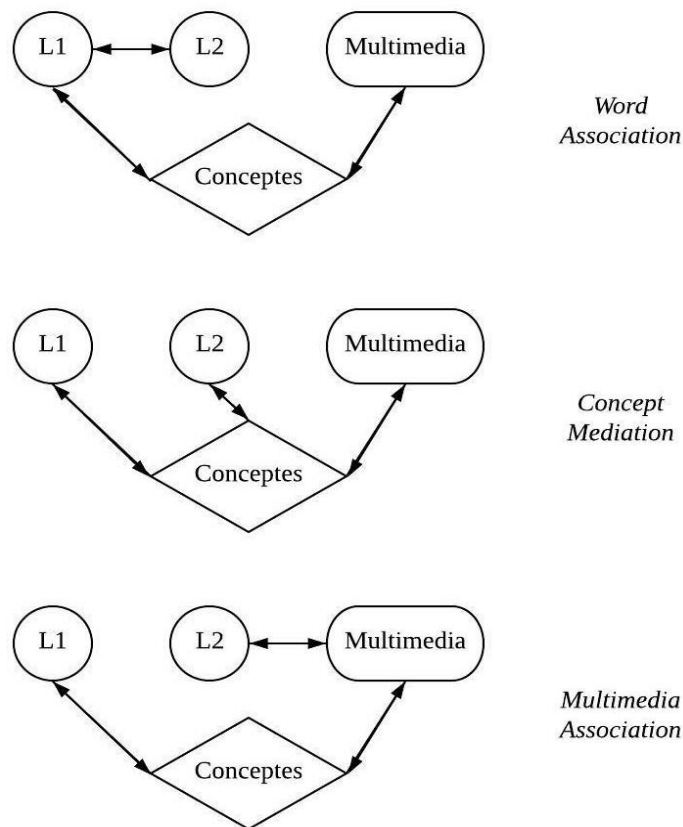 L1
L2
Multimedia
Conceptes
Word
Association
L1
L2
Multimedia
Conceptes
Concept
Mediation
L1
L2
Multimedia
Conceptes
Multimedia
Association